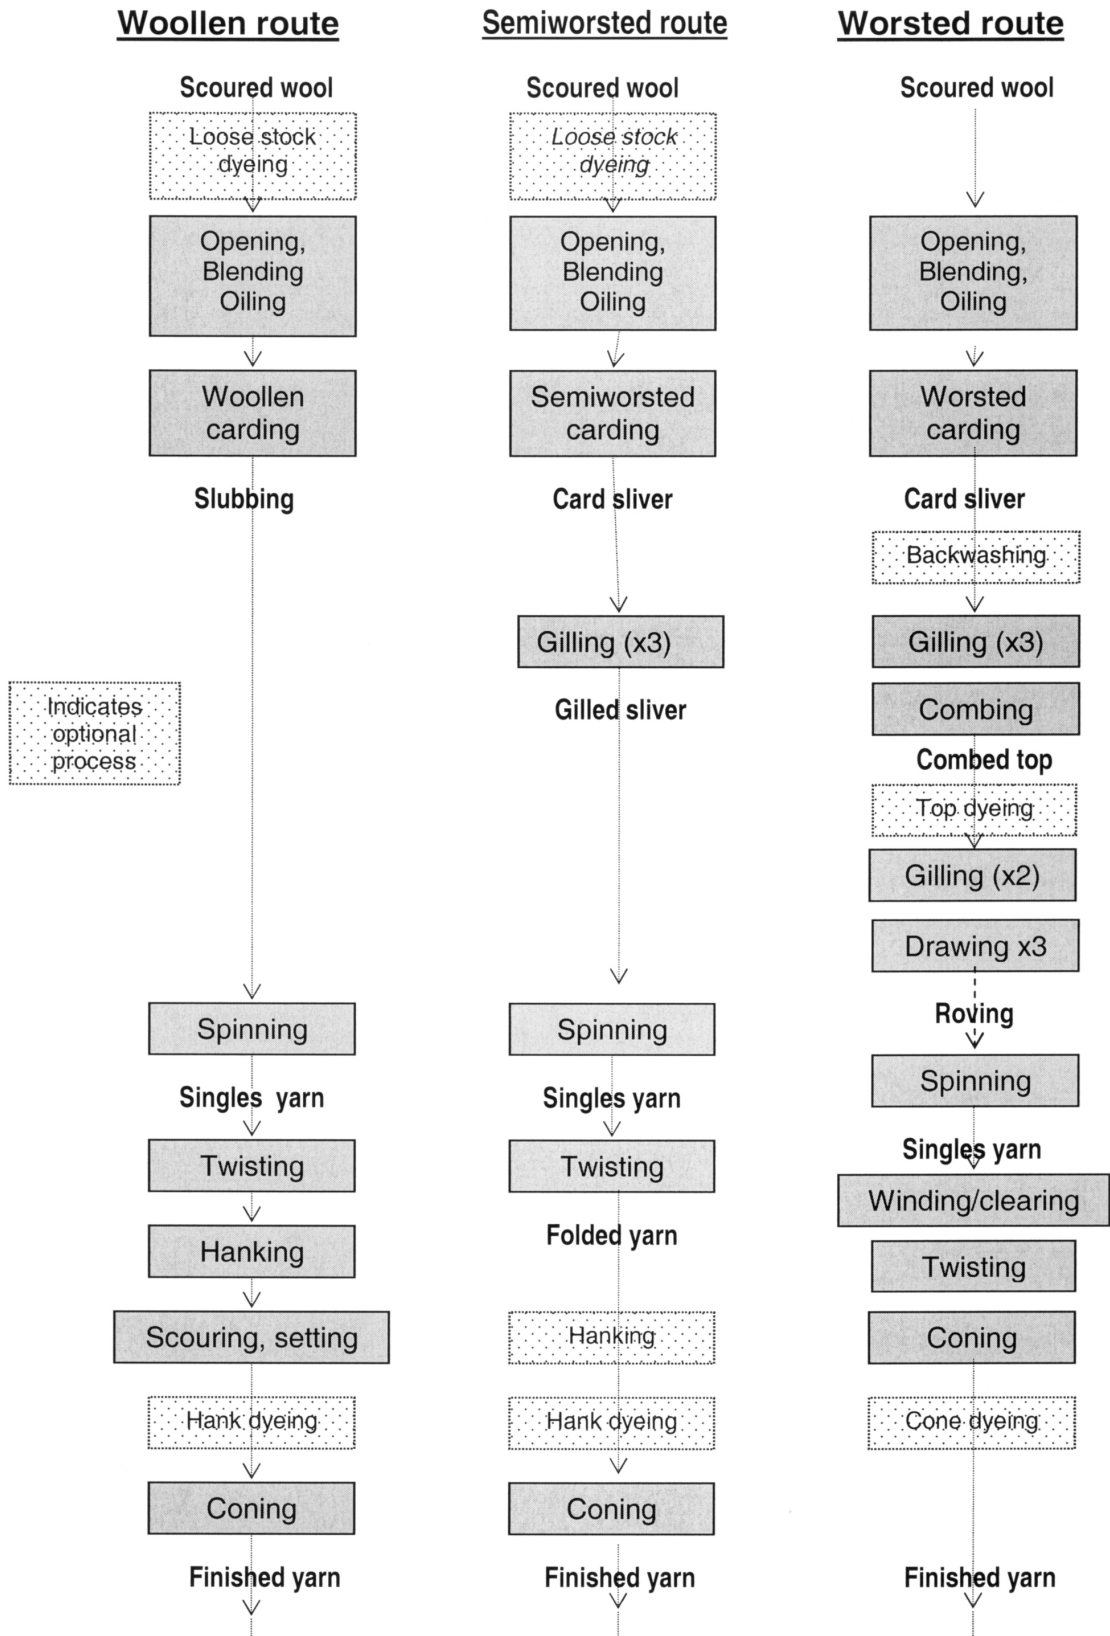 Woollen route
Scoured wool
Loose stock
dyeing
Opening,
Blending
Oiling
Woollen
carding
Slubbing
Indicates
optional
process
Spinning
Singles yarn
Twisting
Hanking
Scouring, setting
Hank dyeing
Coning
Finished yarn
Semiworsted route
Scoured wool
Loose stock
dyeing
Opening,
Blending
Oiling
Semiworsted
carding
Card sliver
Gilling (x3)
Gilled sliver
Spinning
Singles yarn
Twisting
Folded yarn
Hanking
Hank dyeing
Coning
Finished yarn
Worsted route
Scoured wool
Opening,
Blending,
Oiling
Worsted
carding
Card sliver
Backwashing
Gilling (x3)
Combing
Combed top
Top dyeing
Gilling (x2)
Drawing x3
Roving
Spinning
Singles yarn
Winding/clearing
Twisting
Coning
Cone dyeing
Finished yarn